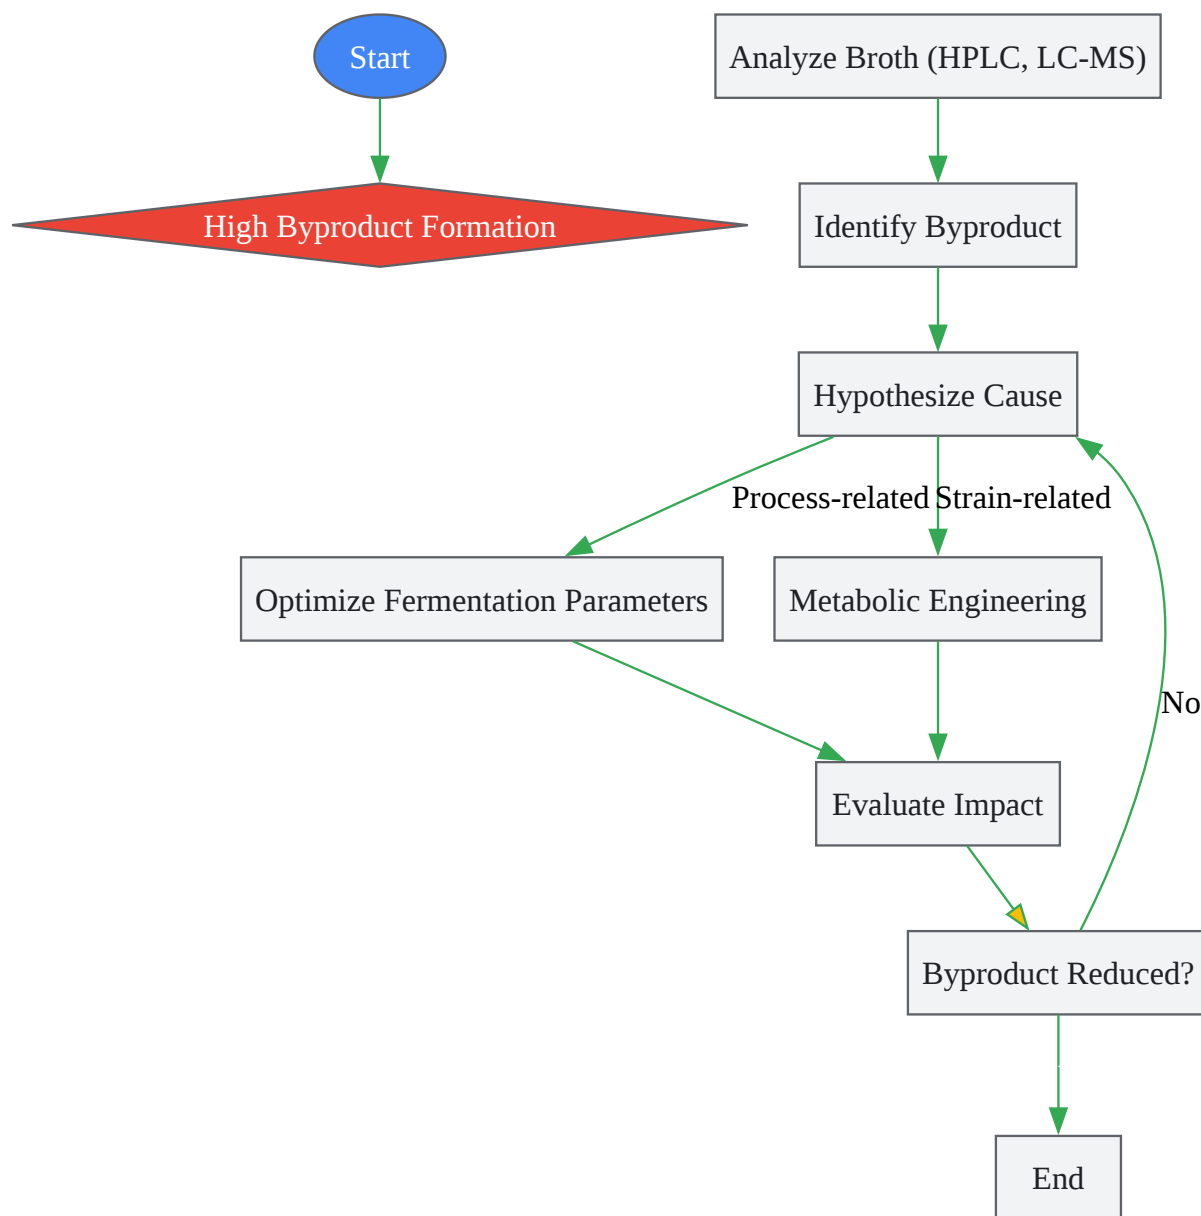 Start
Analyze Broth (HPLC, LC-MS)
High Byproduct Formation
Identify Byproduct
Hypothesize Cause
Process-related
Strain-related
Optimize Fermentation Parameters
Metabolic Engineering
No
Evaluate Impact
Byproduct Reduced?
End